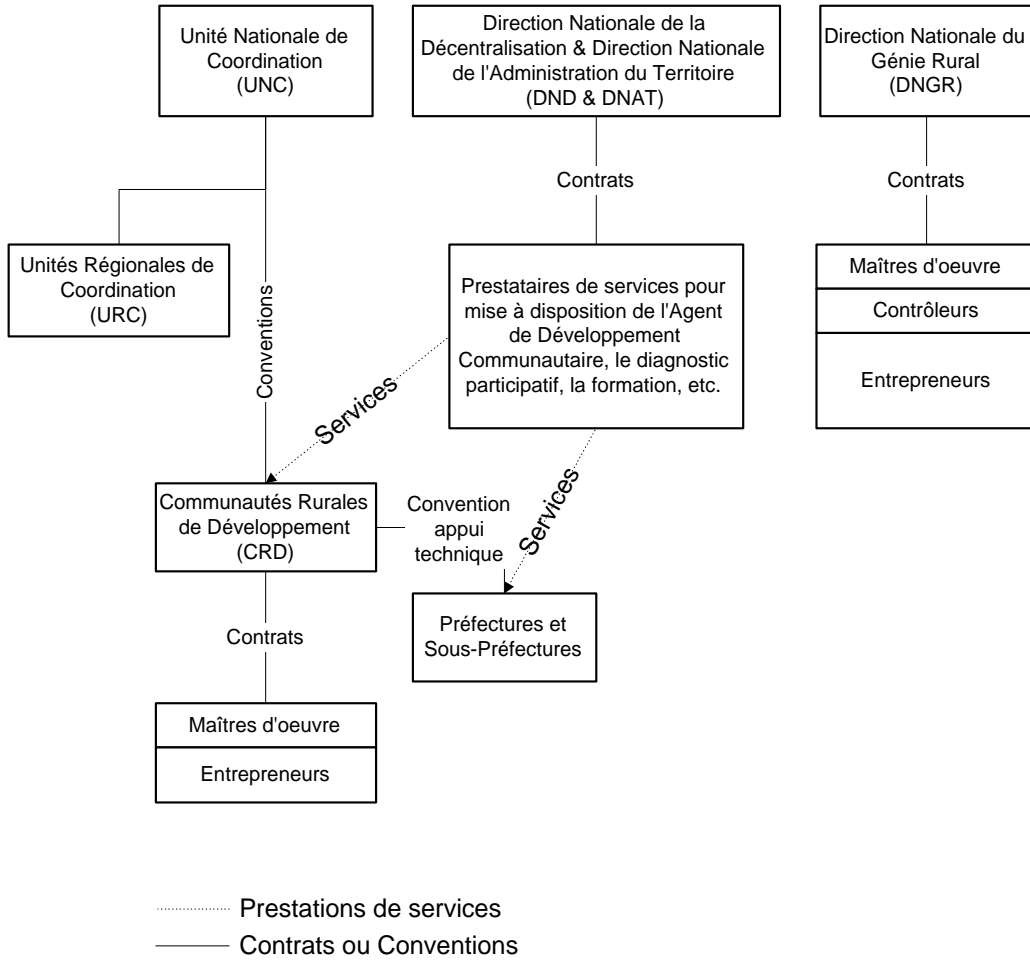 Unité Nationale de
Coordination
(UNC)
Direction Nationale de la
Décentralisation & Direction Nationale
de l'Administration du Territoire
(DND & DNAT)
Direction Nationale du
Génie Rural
(DNGR)
Contrats
Contrats
Unités Régionales de
Coordination
(URC)
Conventions
Prestataires de services pour
mise à disposition de l'Agent
de Développement
Communautaire, le diagnostic
participatif, la formation, etc.
Maîtres d'oeuvre
Contrôleurs
Entrepreneurs
Services
Services
Communautés Rurales
de Développement
(CRD)
Convention
appui
technique
Préfectures et
Sous-Préfectures
Contrats
Maîtres d'oeuvre
Entrepreneurs
Prestations de services
Contrats ou Conventions